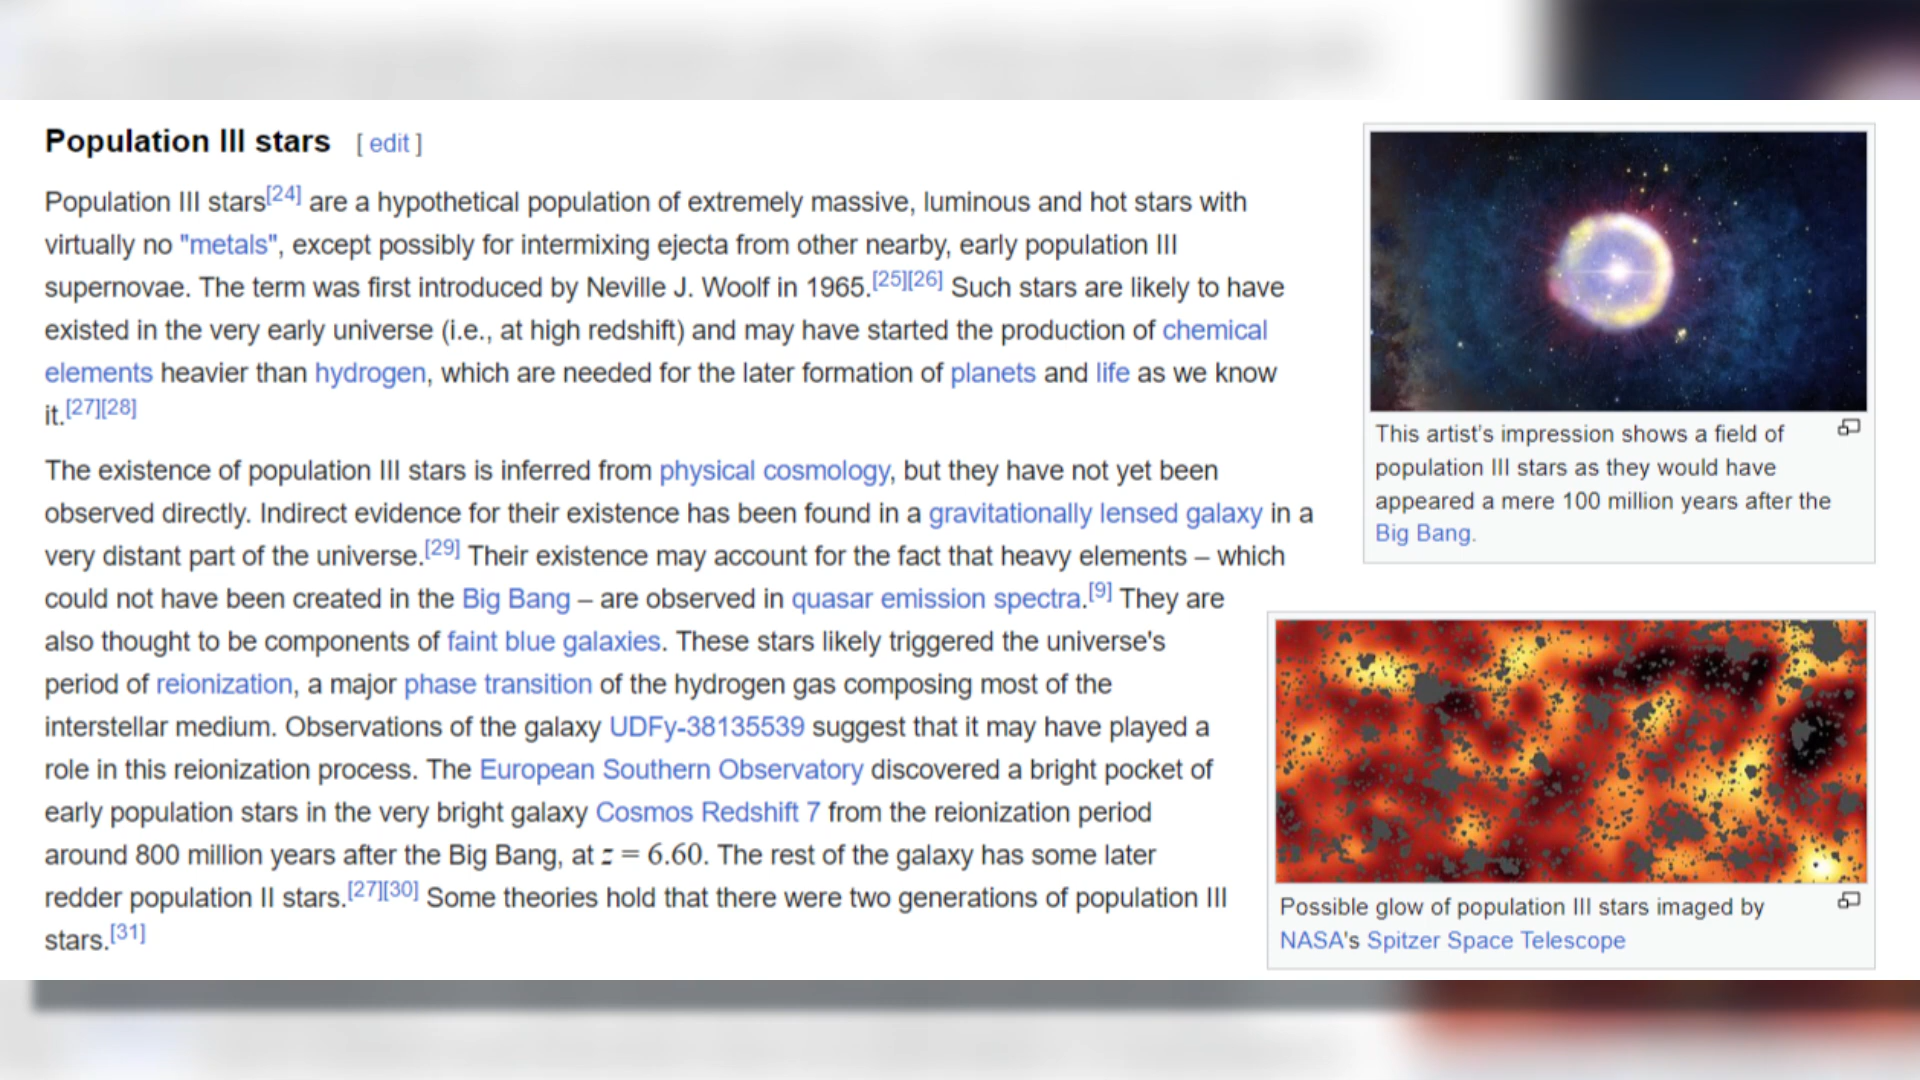 Population III stars [ edit ]
Population III stars[24] are a hypothetical population of extremely massive, luminous and hot stars with
virtually no "metals", except possibly for intermixing ejecta from other nearby, early population III
supernovae. The term was first introduced by Neville J. Woolf in 1965.[25][26] Such stars are likely to have
existed in the very early universe (i.e., at high redshift) and may have started the production of chemical
elements heavier than hydrogen, which are needed for the later formation of planets and life as we know
it.[27][28]
The existence of population III stars is inferred from physical cosmology, but they have not yet been
observed directly. Indirect evidence for their existence has been found in a gravitationally lensed galaxy in a
very distant part of the universe.[29] Their existence may account for the fact that heavy elements – which
could not have been created in the Big Bang – are observed in quasar emission spectra.[9] They are
also thought to be components of faint blue galaxies. These stars likely triggered the universe's
period of reionization, a major phase transition of the hydrogen gas composing most of the
interstellar medium. Observations of the galaxy UDFy-38135539 suggest that it may have played a
role in this reionization process. The European Southern Observatory discovered a bright pocket of
early population stars in the very bright galaxy Cosmos Redshift 7 from the reionization period
around 800 million years after the Big Bang, at z = 6.60. The rest of the galaxy has some later
redder population II stars.[27][30] Some theories hold that there were two generations of population III
stars.[31]
This artist's impression shows a field of
population III stars as they would have
appeared a mere 100 million years after the
Big Bang.
Possible glow of population III stars imaged by
NASA's Spitzer Space Telescope